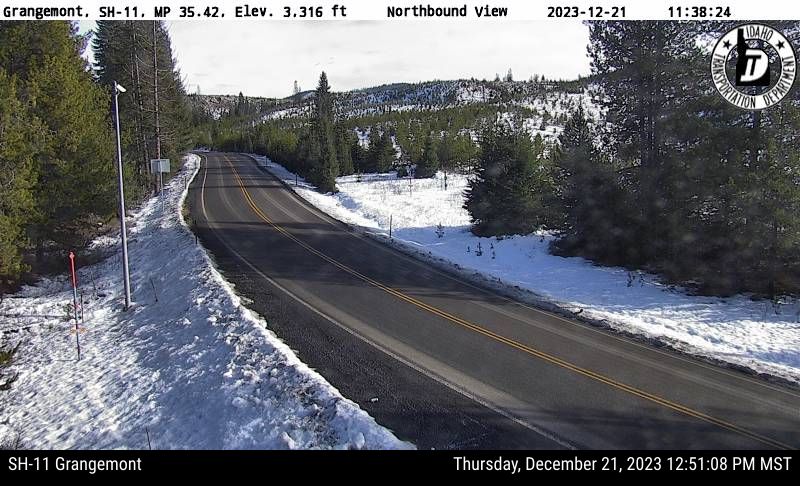 Grangemont, SH-11, MP 35.42, Elev. 3,316 ft Northbound View 2023-12-21 11:38:24
IDAHO
TRANSPORTATION DEPARTMENT
SH-11 Grangemont Thursday, December 21, 2023 12:51:08 PM MST